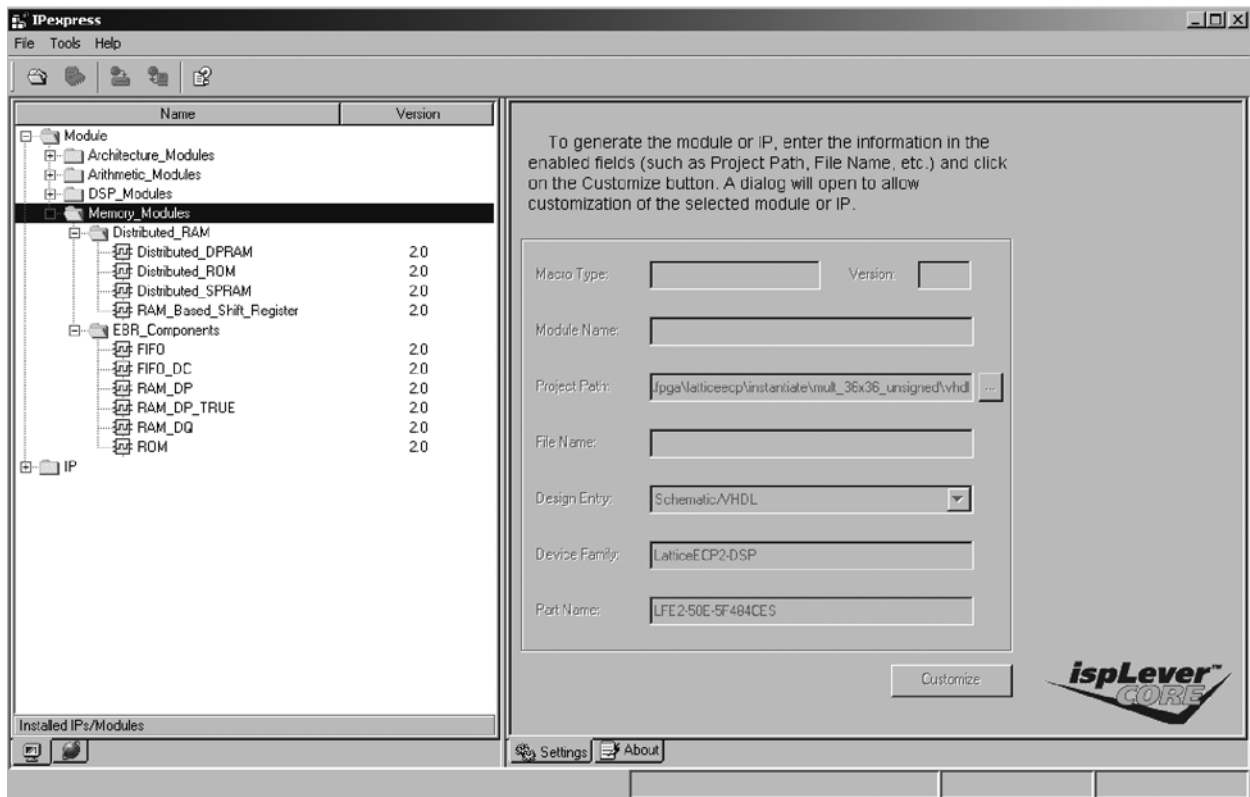 IPexpress
File Tools Help
Name Version
Module
Architecture_Modules
Arithmetic_Modules
DSP_Modules
Memory_Modules
Distributed_RAM
Distributed_DPRAM 2.0
Distributed_ROM 2.0
Distributed_SPRAM 2.0
RAM_Based_Shift_Register 2.0
EBR_Components
FIFO 2.0
FIFO_DC 2.0
RAM_DP 2.0
RAM_DP_TRUE 2.0
RAM_DQ 2.0
ROM 2.0
IP
Installed IPs/Modules
To generate the module or IP, enter the information in the
enabled fields (such as Project Path, File Name, etc.) and click
on the Customize button. A dialog will open to allow
customization of the selected module or IP.
Macro Type: Version:
Module Name:
Project Path: .fpga\latticeecp\instantiate\mult_36x36_unsigned\vhdl ...
File Name:
Design Entry: Schematic/VHDL
Device Family: LatticeECP2-DSP
Part Name: LFE2-50E-5F484CES
Customize
ispLever™
CORE
Settings About